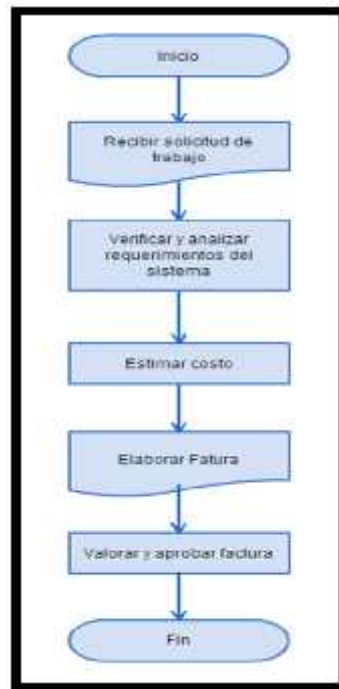 Inicio
Recibir solicitud de
trabajo
Verificar y analizar
requerimientos del
sistema
Estimar costo
Elaborar Fatura
Valorar y aprobar factura
Fin